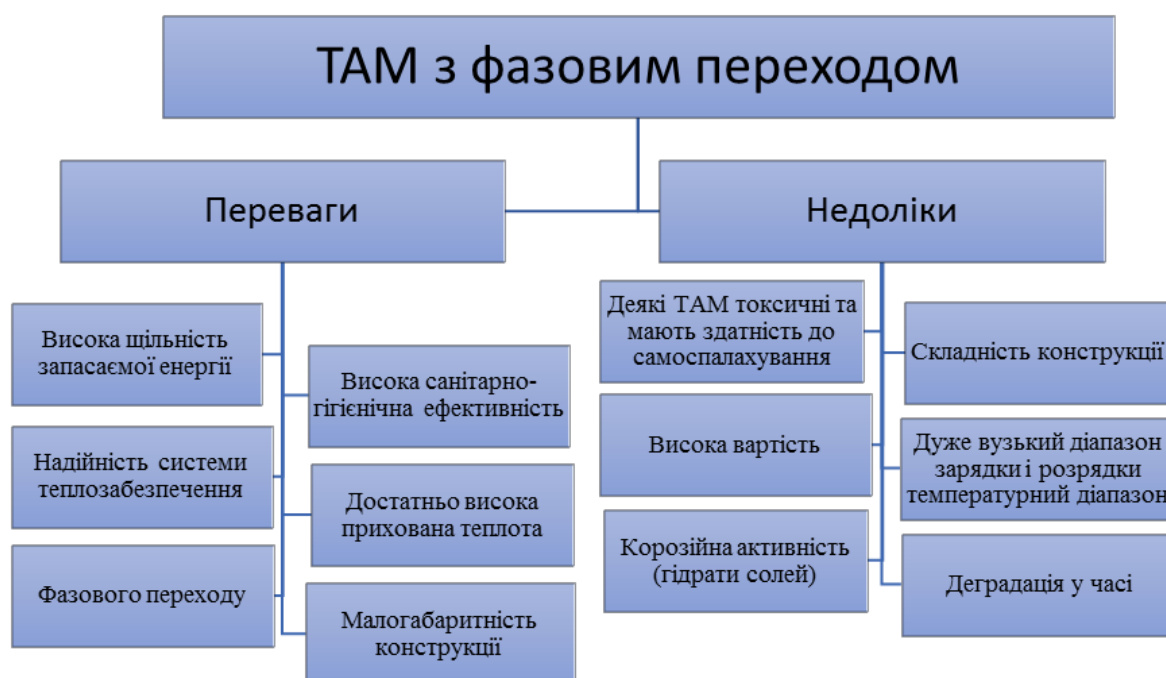 ТАМ з фазовим переходом
Переваги
Недоліки
Висока щільність
запасаємої енергії
Висока санітарно-
гігієнічна ефективність
Надійність системи
теплозабезпечення
Достатньо висока
прихована теплота
Фазового переходу
Малогабаритність
конструкції
Деякі ТАМ токсичні та
мають здатність до
самоспалахування
Складність конструкції
Висока вартість
Дуже вузький діапазон
зарядки і розрядки
температурний діапазон
Корозійна активність
(гідрати солей)
Деградація у часі